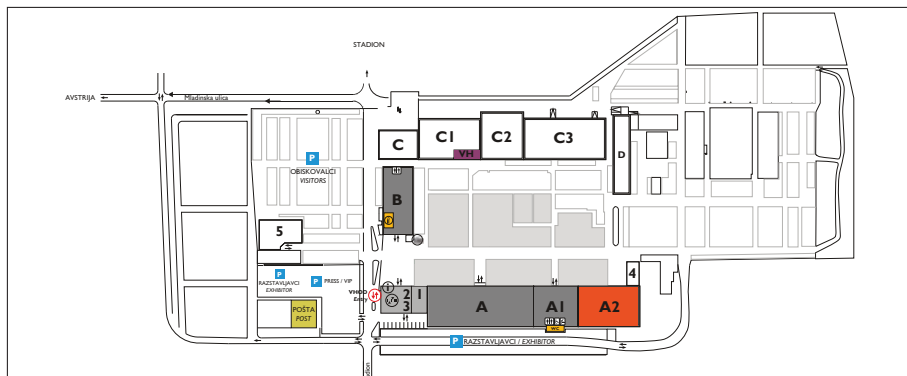 STADION
AVSTRIJA
Mladinska ulica
C
C1
C2
C3
VH
D
P
OBISKOVALCI
VISITORS
B
i
5
P
RAZSTAVLJAVCI
EXHIBITOR
P
PRESS / VIP
VHOD
Entry
i
2
3
1
A
A1
A2
4
WC
POŠTA
POST
P
RAZSTAVLJAVCI / EXHIBITOR